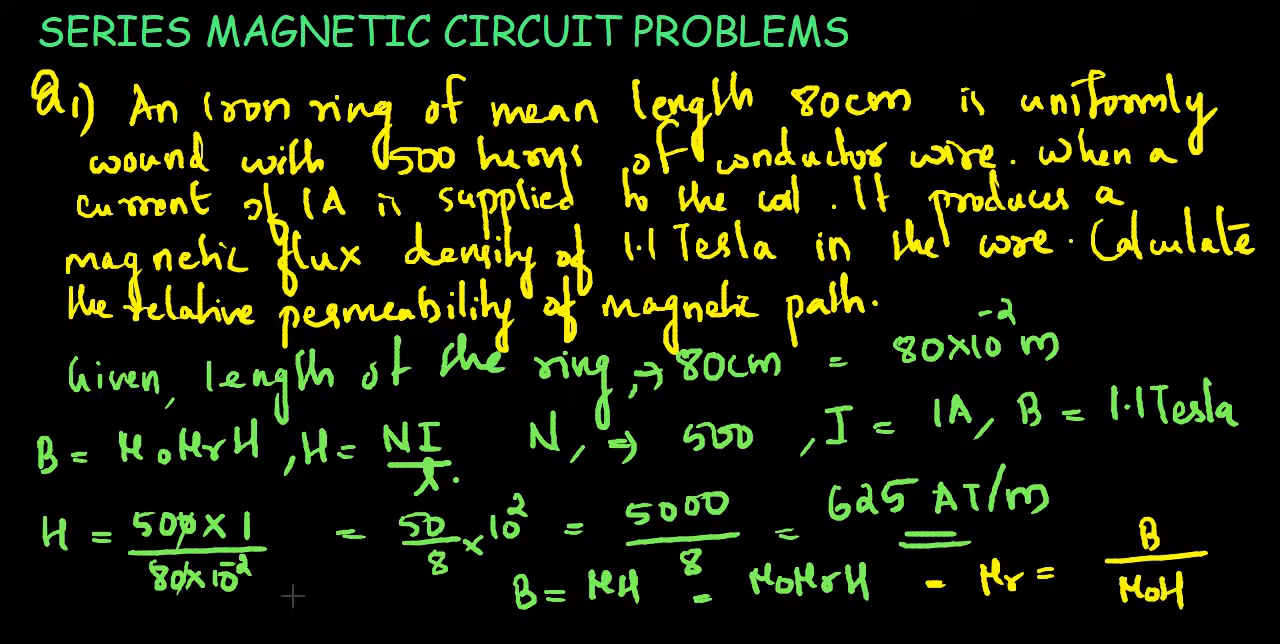 SERIES MAGNETIC CIRCUIT PROBLEMS
Q1) An Iron ring of mean length 80cm is uniformly
wound with 500 turns of conductor wire. When a
current of 1A is supplied to the coil. It produces a
magnetic flux density of 1.1 Tesla in the core. Calculate
the relative permeability of magnetic path.
Given, length of the ring, → 80cm = 80×10⁻² m
B = μ₀μrH, H = NI/l. N, ⇒ 500, I = 1A, B = 1.1 Tesla
H = 500 × 1 / 80×10⁻² = 50/8 × 10² = 5000/8 = 625 AT/m
B = μH = μ₀μrH - μr = B/μ₀H